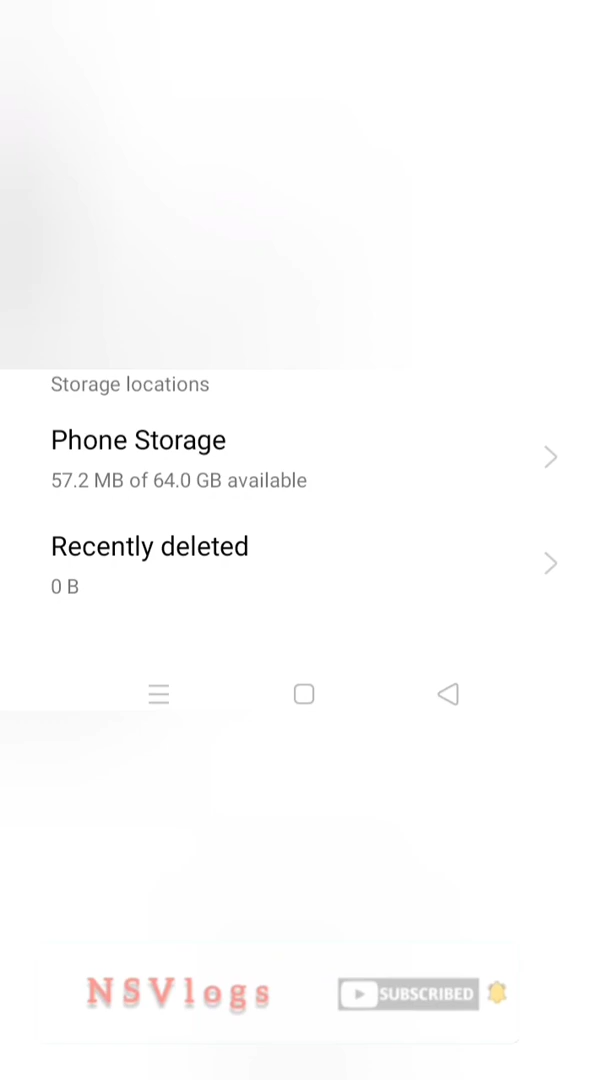 Storage locations
Phone Storage
57.2 MB of 64.0 GB available
Recently deleted
0 B
NSVlogs
SUBSCRIBED